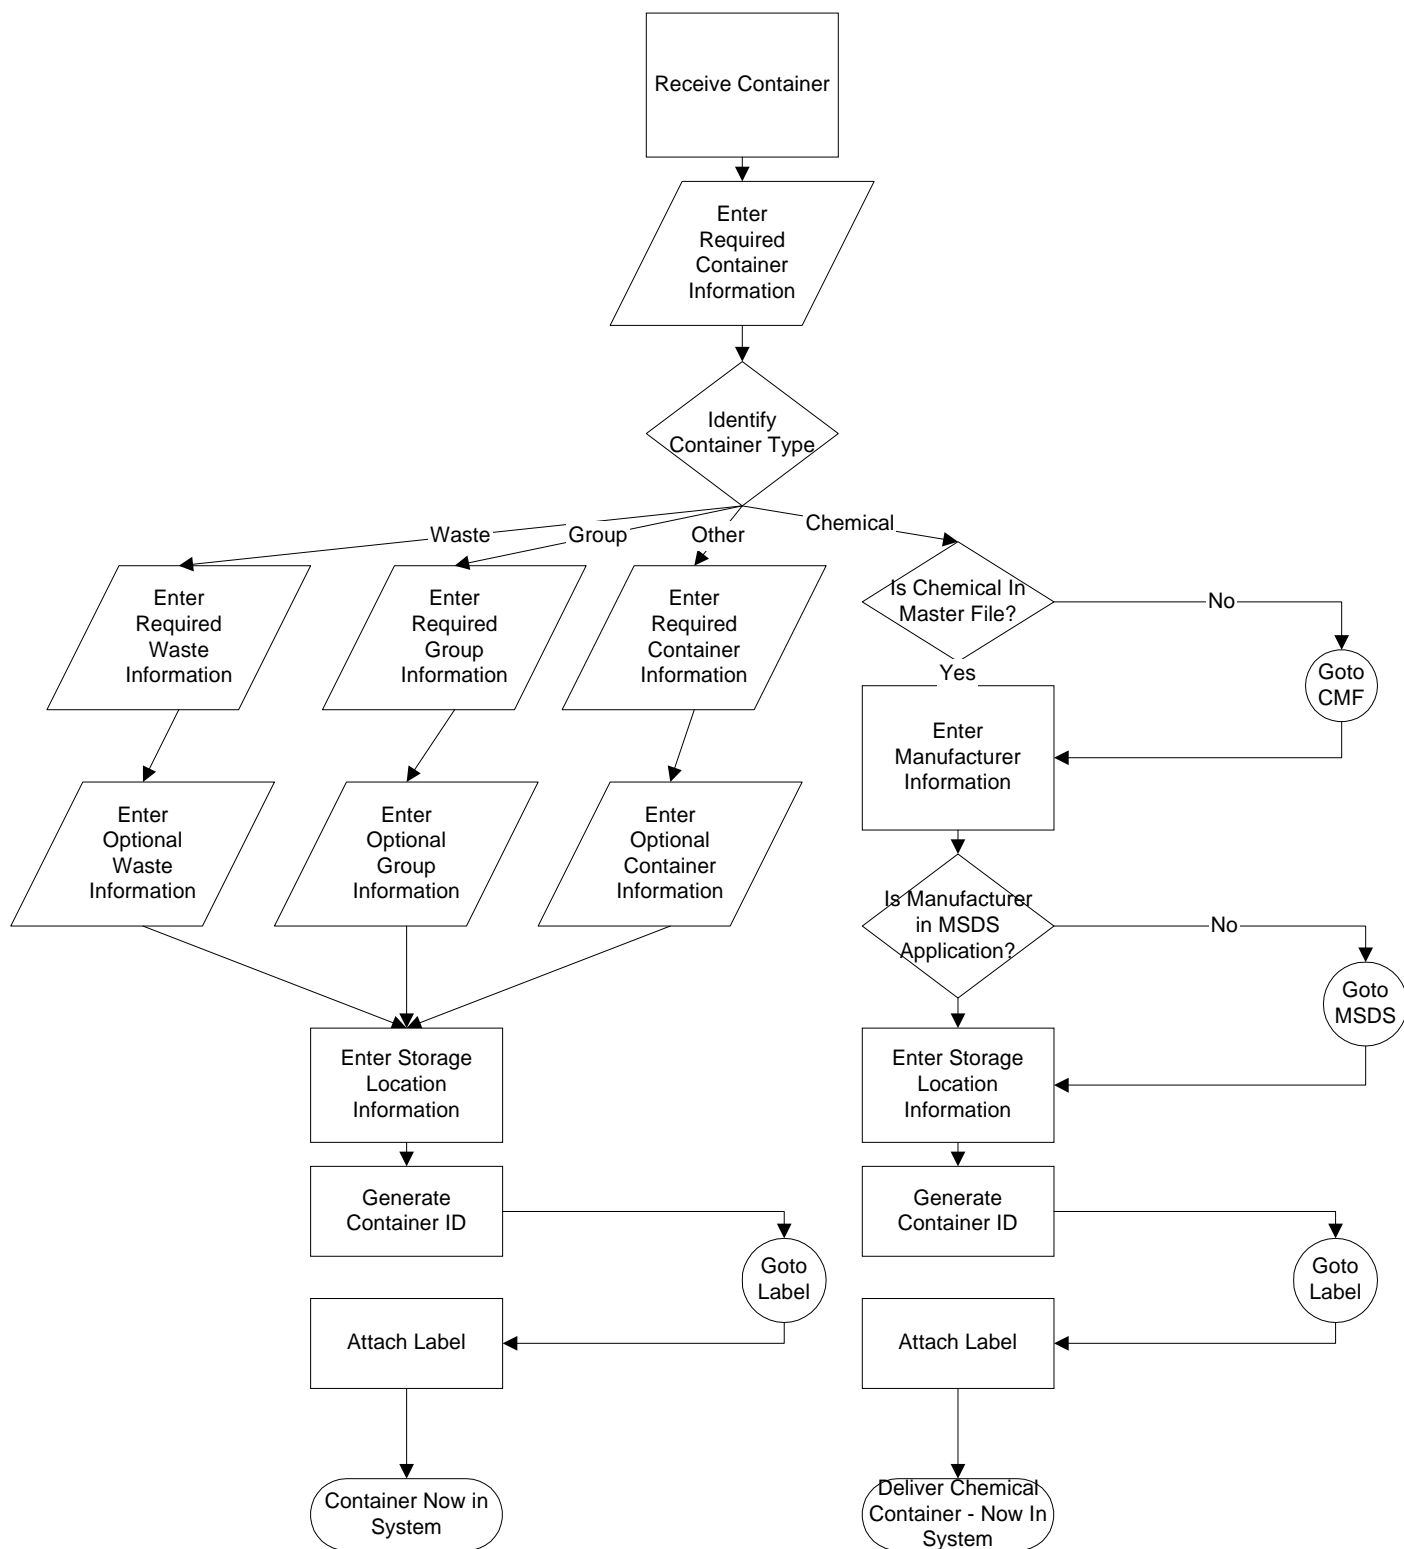 Receive Container
Enter
Required
Container
Information
Identify
Container Type
Waste
Group
Other
Chemical
Enter
Required
Waste
Information
Enter
Required
Group
Information
Enter
Required
Container
Information
Is Chemical In
Master File?
No
Yes
Goto
CMF
Enter
Manufacturer
Information
Enter
Optional
Waste
Information
Enter
Optional
Group
Information
Enter
Optional
Container
Information
Is Manufacturer
in MSDS
Application?
No
Goto
MSDS
Enter Storage
Location
Information
Enter Storage
Location
Information
Generate
Container ID
Generate
Container ID
Goto
Label
Goto
Label
Attach Label
Attach Label
Container Now in
System
Deliver Chemical
Container - Now In
System